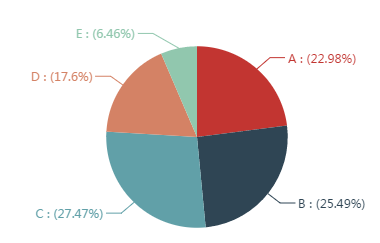 E : (6.46%)
A : (22.98%)
D : (17.6%)
B : (25.49%)
C : (27.47%)